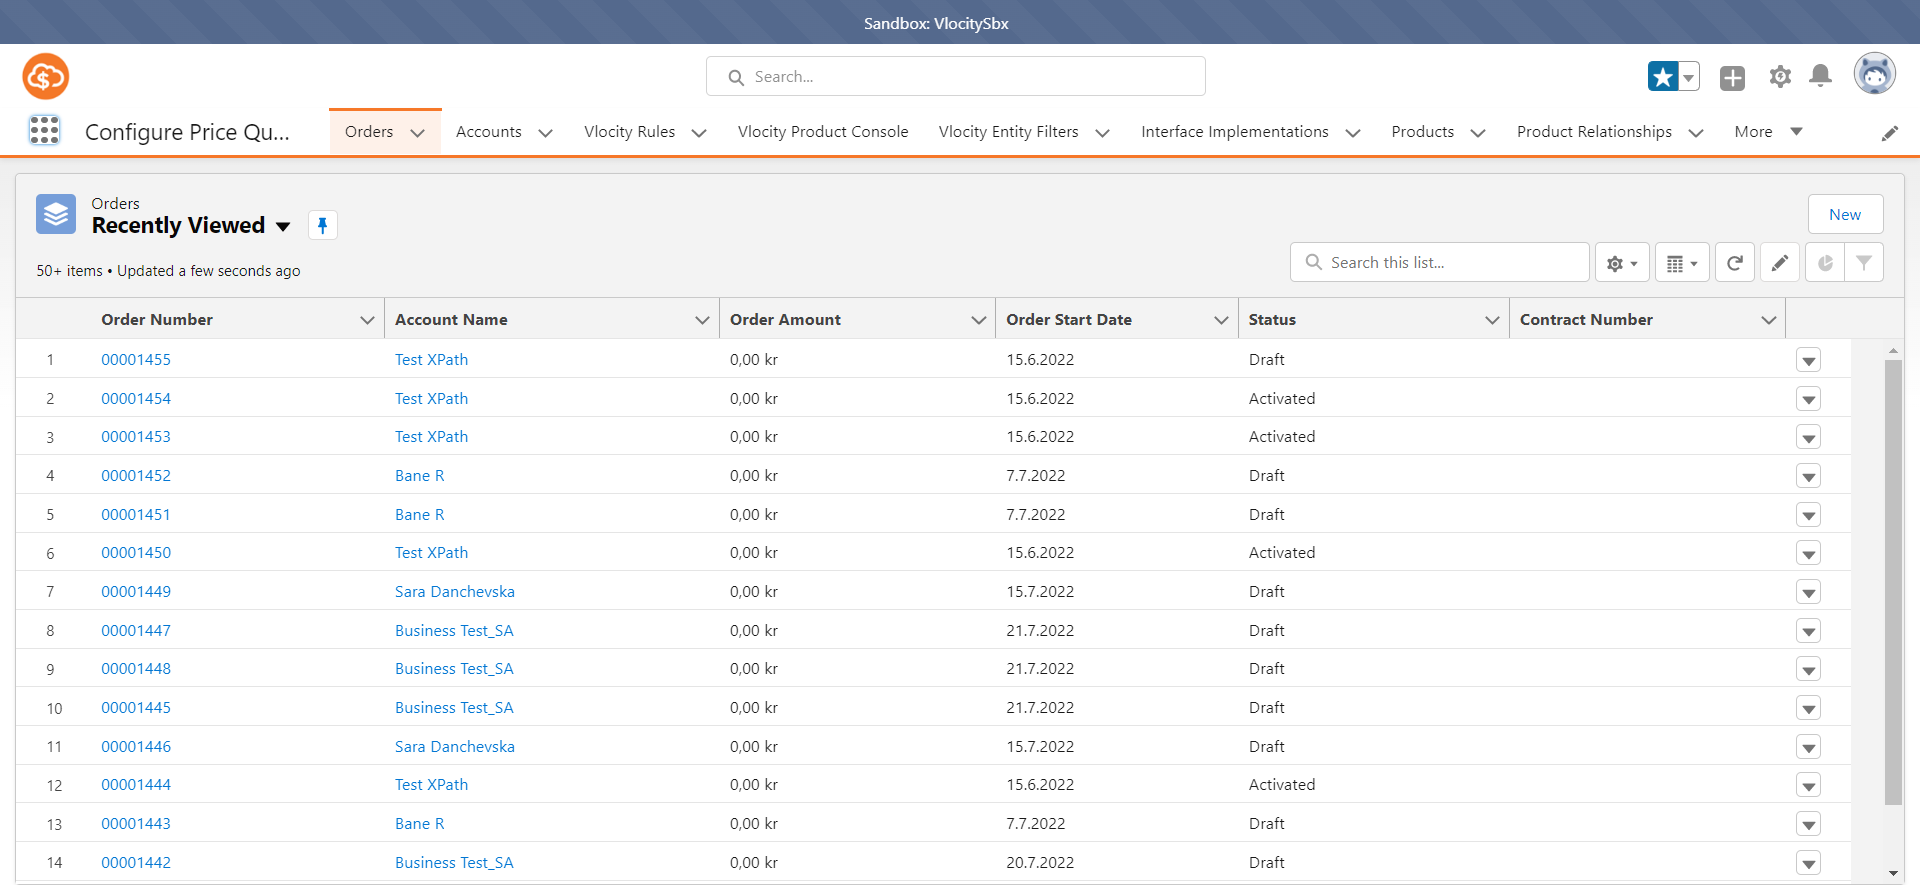 Sandbox: VlocitySbx
Search...
Configure Price Qu... Orders Accounts Vlocity Rules Vlocity Product Console Vlocity Entity Filters Interface Implementations Products Product Relationships More
Orders
Recently Viewed
New
50+ items • Updated a few seconds ago
Search this list...
Order Number Account Name Order Amount Order Start Date Status Contract Number
1 00001455 Test XPath 0,00 kr 15.6.2022 Draft
2 00001454 Test XPath 0,00 kr 15.6.2022 Activated
3 00001453 Test XPath 0,00 kr 15.6.2022 Activated
4 00001452 Bane R 0,00 kr 7.7.2022 Draft
5 00001451 Bane R 0,00 kr 7.7.2022 Draft
6 00001450 Test XPath 0,00 kr 15.6.2022 Activated
7 00001449 Sara Danchevska 0,00 kr 15.7.2022 Draft
8 00001447 Business Test_SA 0,00 kr 21.7.2022 Draft
9 00001448 Business Test_SA 0,00 kr 21.7.2022 Draft
10 00001445 Business Test_SA 0,00 kr 21.7.2022 Draft
11 00001446 Sara Danchevska 0,00 kr 15.7.2022 Draft
12 00001444 Test XPath 0,00 kr 15.6.2022 Activated
13 00001443 Bane R 0,00 kr 7.7.2022 Draft
14 00001442 Business Test_SA 0,00 kr 20.7.2022 Draft